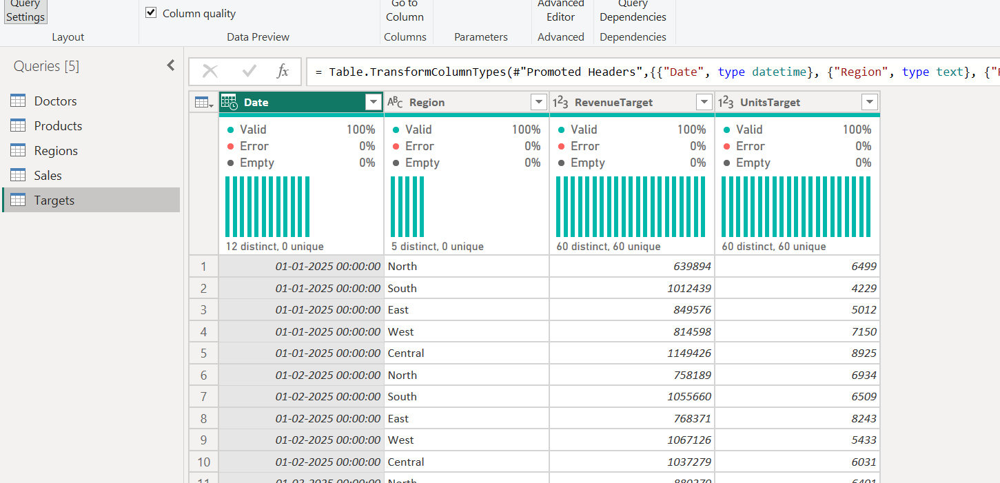 Query
Settings
Column quality
Go to
Column
Advanced
Editor
Query
Dependencies
Layout
Data Preview
Columns
Parameters
Advanced
Dependencies
Queries [5]
Doctors
Products
Regions
Sales
Targets
fx
= Table.TransformColumnTypes(#"Promoted Headers",{{"Date", type datetime}, {"Region", type text}, {"
Date ABC Region 123 RevenueTarget 123 UnitsTarget
Valid 100% Valid 100% Valid 100% Valid 100%
Error 0% Error 0% Error 0% Error 0%
Empty 0% Empty 0% Empty 0% Empty 0%
12 distinct, 0 unique 5 distinct, 0 unique 60 distinct, 60 unique 60 distinct, 60 unique
1 01-01-2025 00:00:00 North 639894 6499
2 01-01-2025 00:00:00 South 1012439 4229
3 01-01-2025 00:00:00 East 849576 5012
4 01-01-2025 00:00:00 West 814598 7150
5 01-01-2025 00:00:00 Central 1149426 8925
6 01-02-2025 00:00:00 North 758189 6934
7 01-02-2025 00:00:00 South 1055660 6509
8 01-02-2025 00:00:00 East 768371 8243
9 01-02-2025 00:00:00 West 1067126 5433
10 01-02-2025 00:00:00 Central 1037279 6031